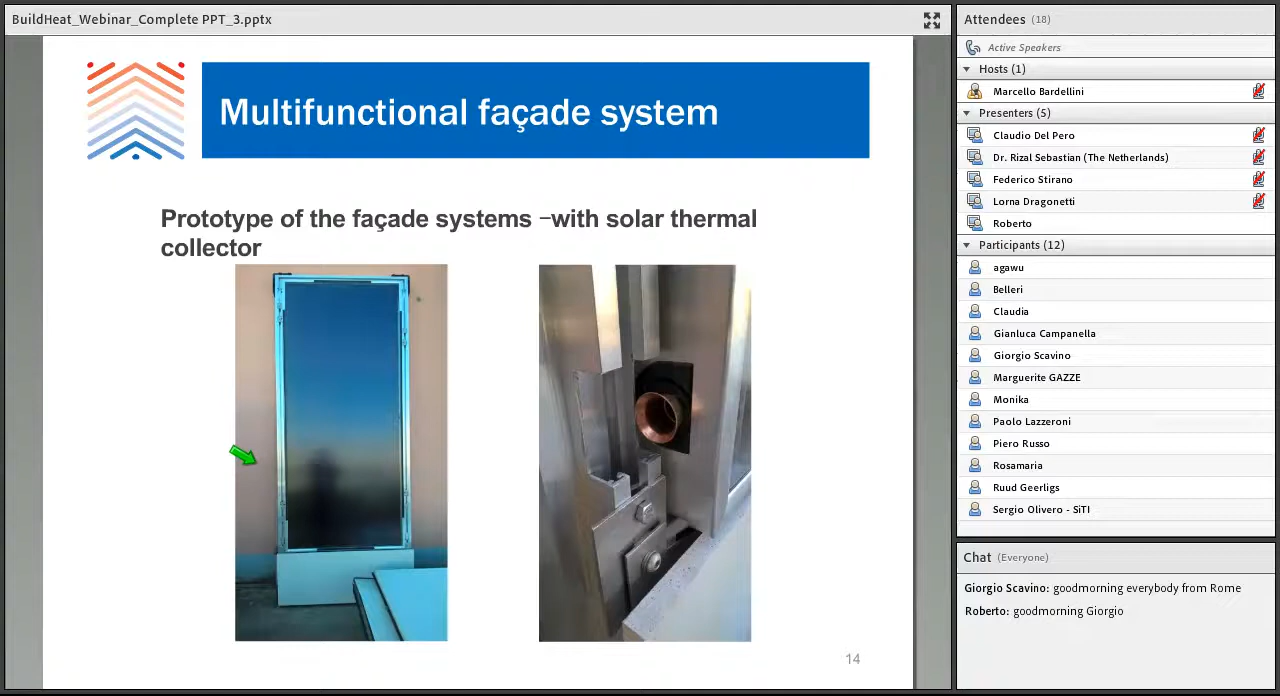 BuildHeat_Webinar_Complete PPT_3.pptx
Multifunctional façade system
Prototype of the façade systems –with solar thermal
collector
14
Attendees (18)
Active Speakers
Hosts (1)
Marcello Bardellini
Presenters (5)
Claudio Del Pero
Dr. Rizal Sebastian (The Netherlands)
Federico Stirano
Lorna Dragonetti
Roberto
Participants (12)
agawu
Belleri
Claudia
Gianluca Campanella
Giorgio Scavino
Marguerite GAZZE
Monika
Paolo Lazzeroni
Piero Russo
Rosamaria
Ruud Geerligs
Sergio Olivero - SiTI
Chat (Everyone)
Giorgio Scavino: goodmorning everybody from Rome
Roberto: goodmorning Giorgio